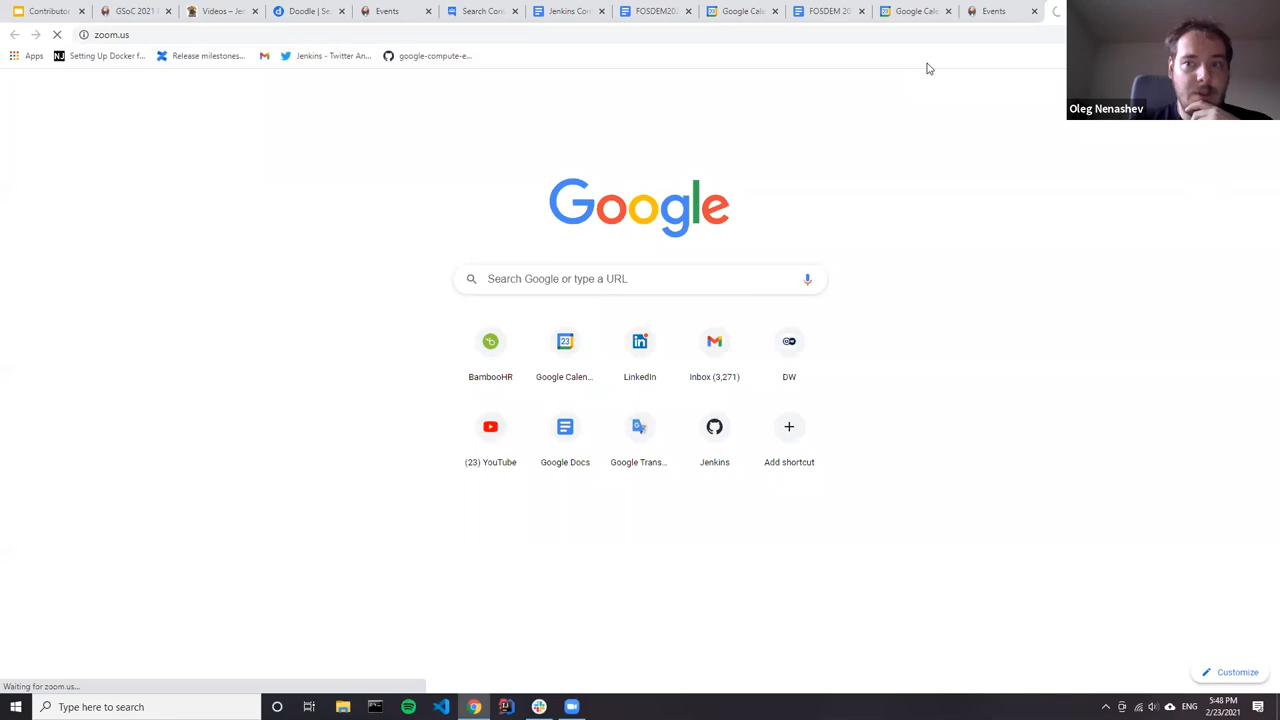 Contributor
GSoC 2021 I
Videos – Je
Doodle | Se
Events
Search Con
Jenkins Con
FOSDEM202
Google Cale
FOSDEM 20
Google Cale
Events
zoom.us
Apps
Setting Up Docker f...
Release milestones...
Jenkins - Twitter An...
google-compute-e...
Oleg Nenashev
Google
Search Google or type a URL
BambooHR
Google Calen...
LinkedIn
Inbox (3,271)
DW
(23) YouTube
Google Docs
Google Trans...
Jenkins
Add shortcut
Customize
Waiting for zoom.us...
Type here to search
ENG
5:48 PM
2/23/2021